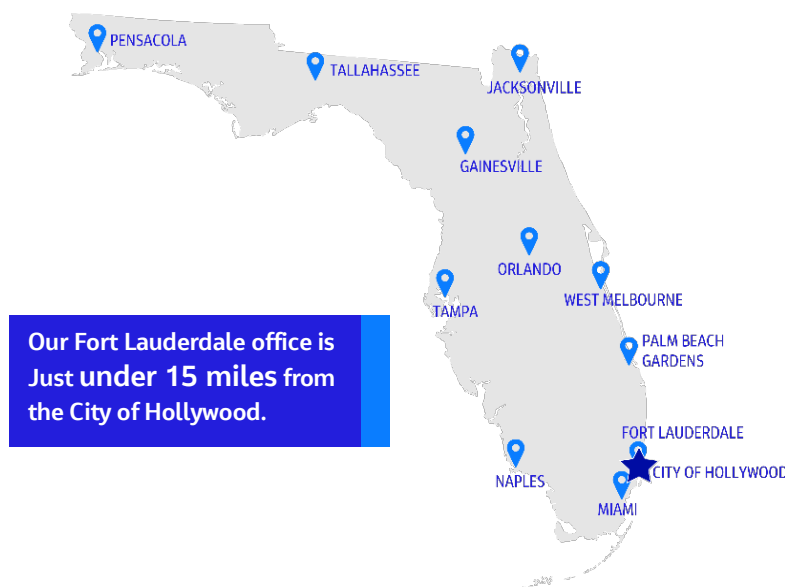 PENSACOLA
TALLAHASSEE
JACKSONVILLE
GAINESVILLE
ORLANDO
WEST MELBOURNE
TAMPA
Our Fort Lauderdale office is
Just under 15 miles from
the City of Hollywood.
PALM BEACH
GARDENS
FORT LAUDERDALE
CITY OF HOLLYWOOD
NAPLES
MIAMI